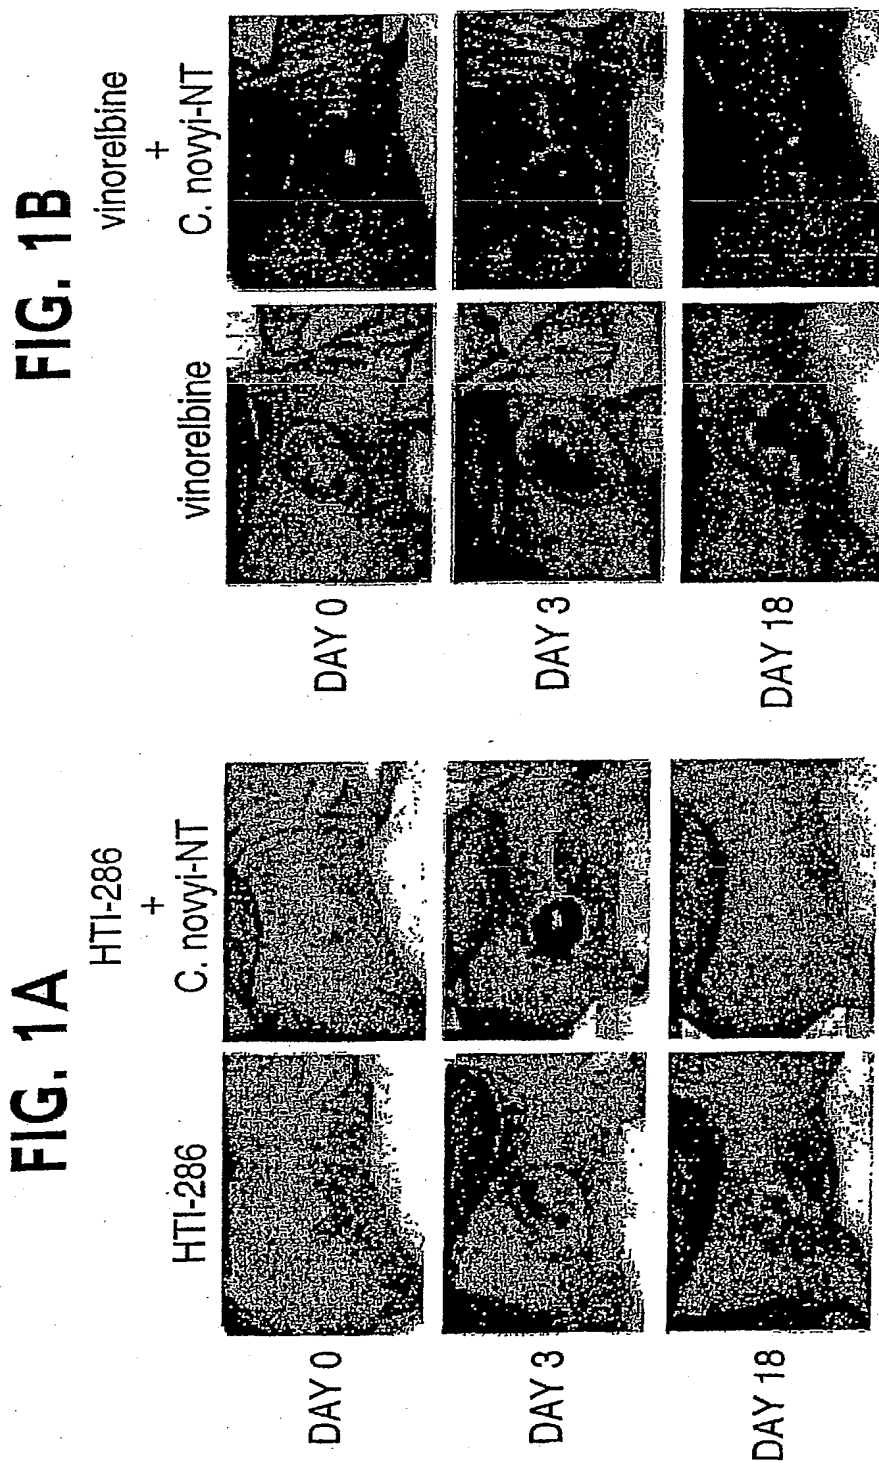 FIG. 1A
HTI-286
HTI-286
+
C. novyi-NT
DAY 0
DAY 3
DAY 18
FIG. 1B
vinorelbine
vinorelbine
+
C. novyi-NT
DAY 0
DAY 3
DAY 18